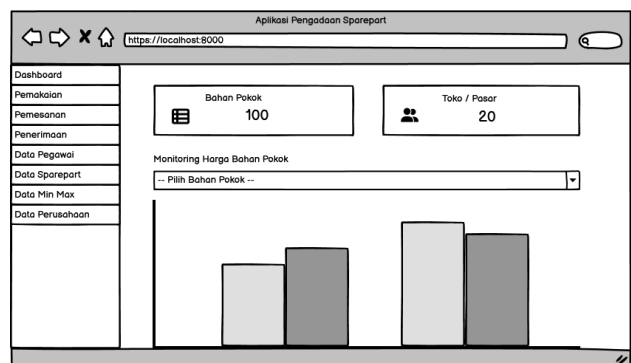 Aplikasi Pengadaan Sparepart
https://localhost:8000
Dashboard
Pemakaian
Pemesanan
Penerimaan
Data Pegawai
Data Sparepart
Data Min Max
Data Perusahaan
Bahan Pokok
100
Toko / Pasar
20
Monitoring Harga Bahan Pokok
-- Pilih Bahan Pokok --